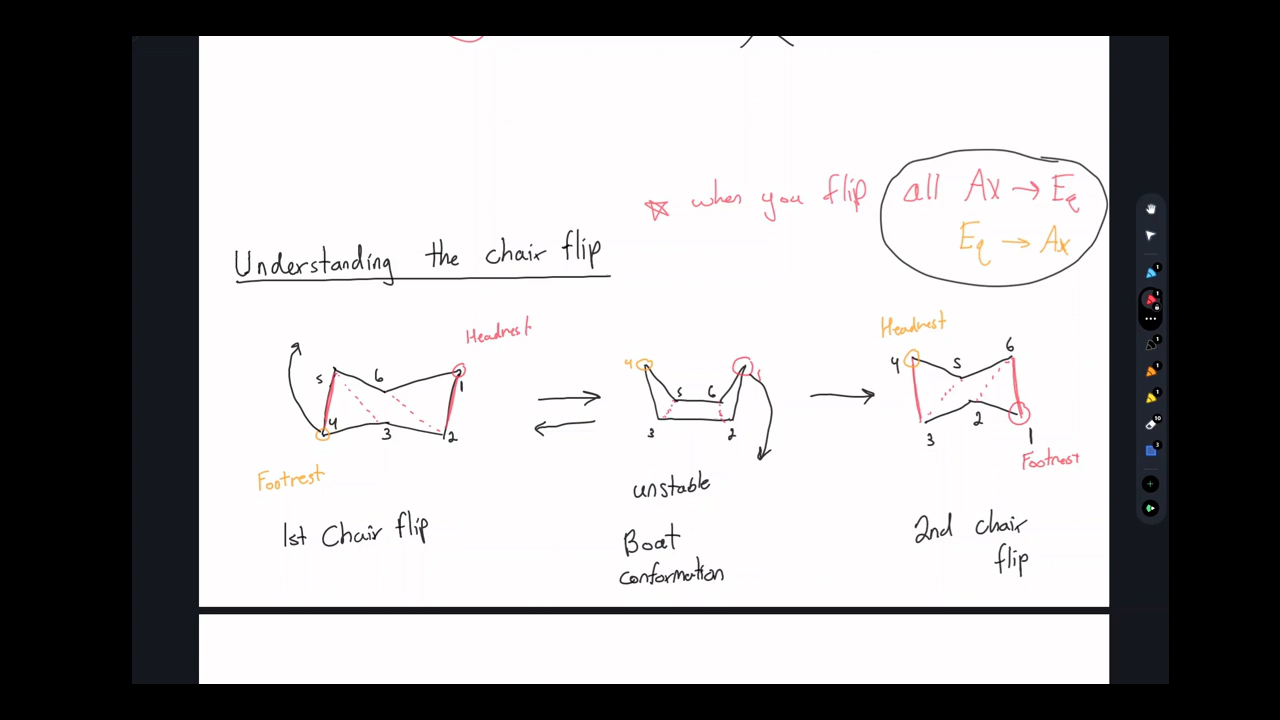 ☆ when you flip all Ax → Eq
Eq → Ax
Understanding the chair flip
Headrest
Footrest
5 6 1
4 3 2
1st Chair flip
4 5 6 1
3 2
unstable
Boat
conformation
Headrest
4 5 6
3 2 1
Footrest
2nd chair
flip